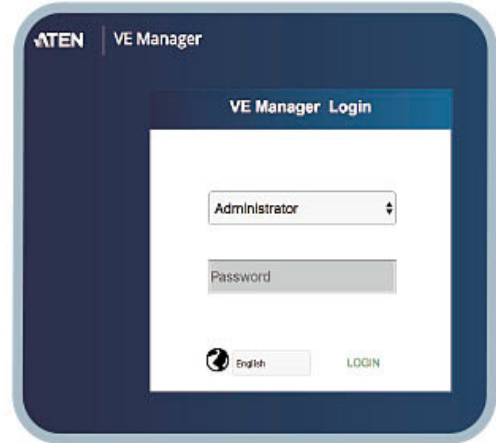 ATEN VE Manager
VE Manager Login
Administrator
Password
English LOGIN